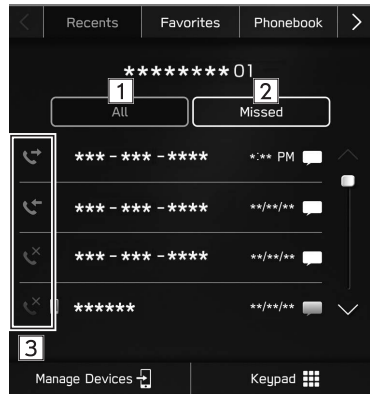 Recents Favorites Phonebook
********01
1 2
All Missed
***-***-**** *:** PM
***-***-**** **/**/**
***-***-**** **/**/**
****** **/**/**
3
Manage Devices Keypad